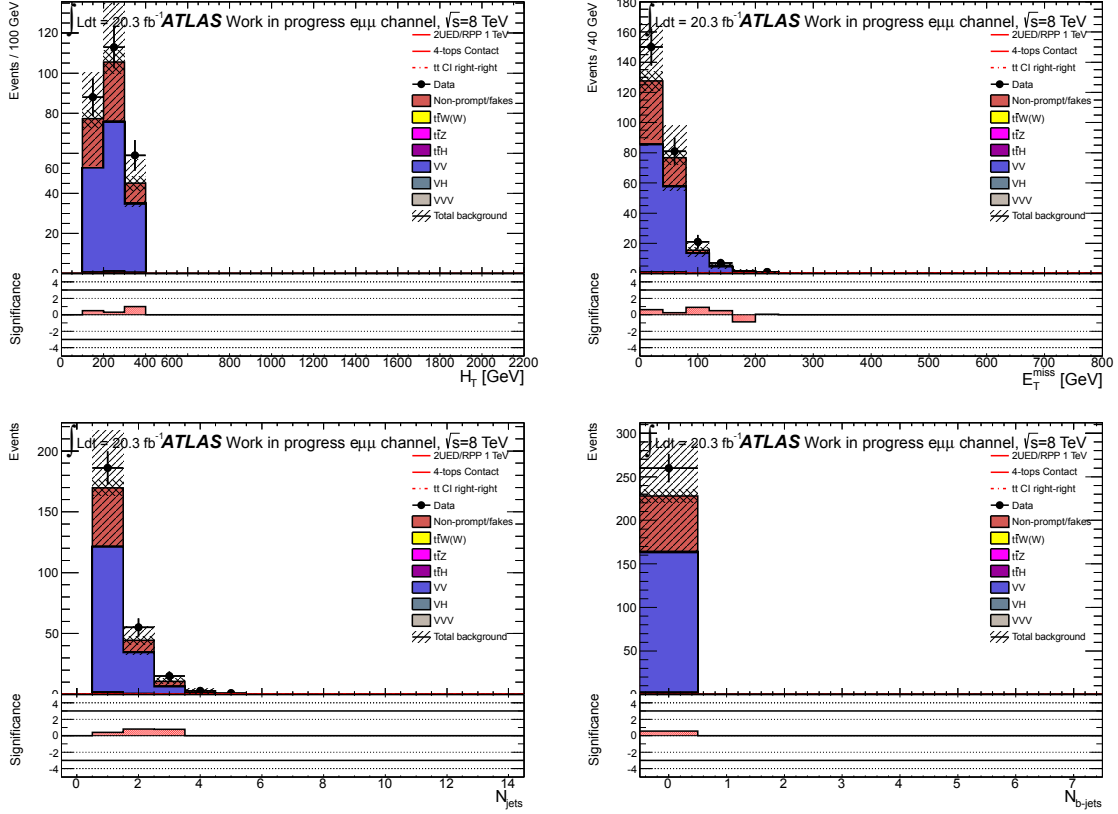 ∫ Ldt = 20.3 fb-1 ATLAS Work in progress eμμ channel, √s=8 TeV
Events / 100 GeV
120
100
80
60
40
20
0
2UED/RPP 1 TeV
4-tops Contact
tt CI right-right
Data
Non-prompt/fakes
tt̄W(W)
tt̄Z
tt̄H
VV
VH
VVV
Total background
Significance
4
2
0
-2
-4
0 200 400 600 800 1000 1200 1400 1600 1800 2000 2200
H_T [GeV]
∫ Ldt = 20.3 fb-1 ATLAS Work in progress eμμ channel, √s=8 TeV
Events / 40 GeV
180
160
140
120
100
80
60
40
20
0
2UED/RPP 1 TeV
4-tops Contact
tt CI right-right
Data
Non-prompt/fakes
tt̄W(W)
tt̄Z
tt̄H
VV
VH
VVV
Total background
Significance
4
2
0
-2
-4
0 100 200 300 400 500 600 700 800
E_T^miss [GeV]
∫ Ldt = 20.3 fb-1 ATLAS Work in progress eμμ channel, √s=8 TeV
Events
200
150
100
50
0
2UED/RPP 1 TeV
4-tops Contact
tt CI right-right
Data
Non-prompt/fakes
tt̄W(W)
tt̄Z
tt̄H
VV
VH
VVV
Total background
Significance
4
2
0
-2
-4
0 2 4 6 8 10 12 14
N_jets
∫ Ldt = 20.3 fb-1 ATLAS Work in progress eμμ channel, √s=8 TeV
Events
300
250
200
150
100
50
0
2UED/RPP 1 TeV
4-tops Contact
tt CI right-right
Data
Non-prompt/fakes
tt̄W(W)
tt̄Z
tt̄H
VV
VH
VVV
Total background
Significance
4
2
0
-2
-4
0 1 2 3 4 5 6 7
N_b-jets